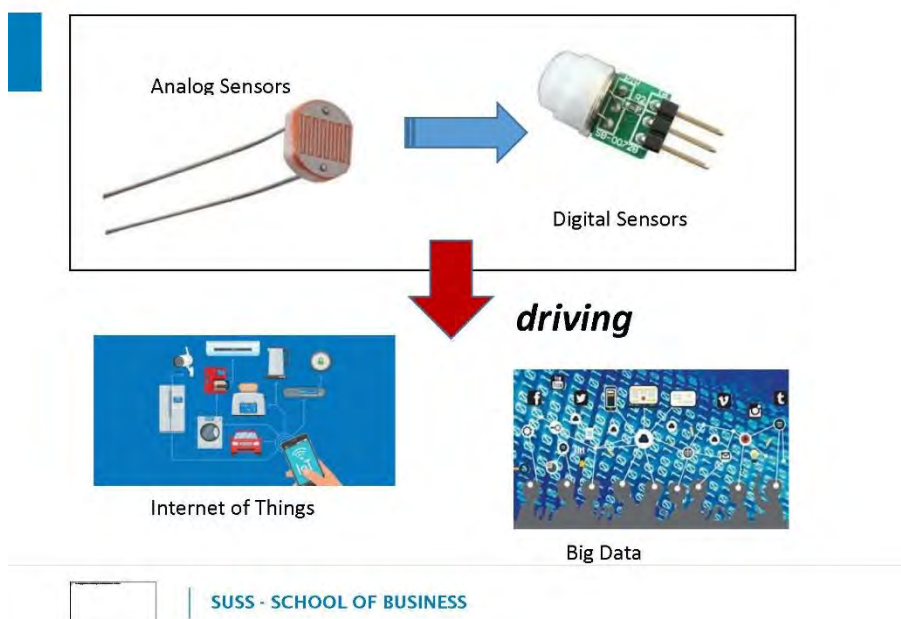 Analog Sensors
Digital Sensors
driving
Internet of Things
Big Data
SUSS - SCHOOL OF BUSINESS